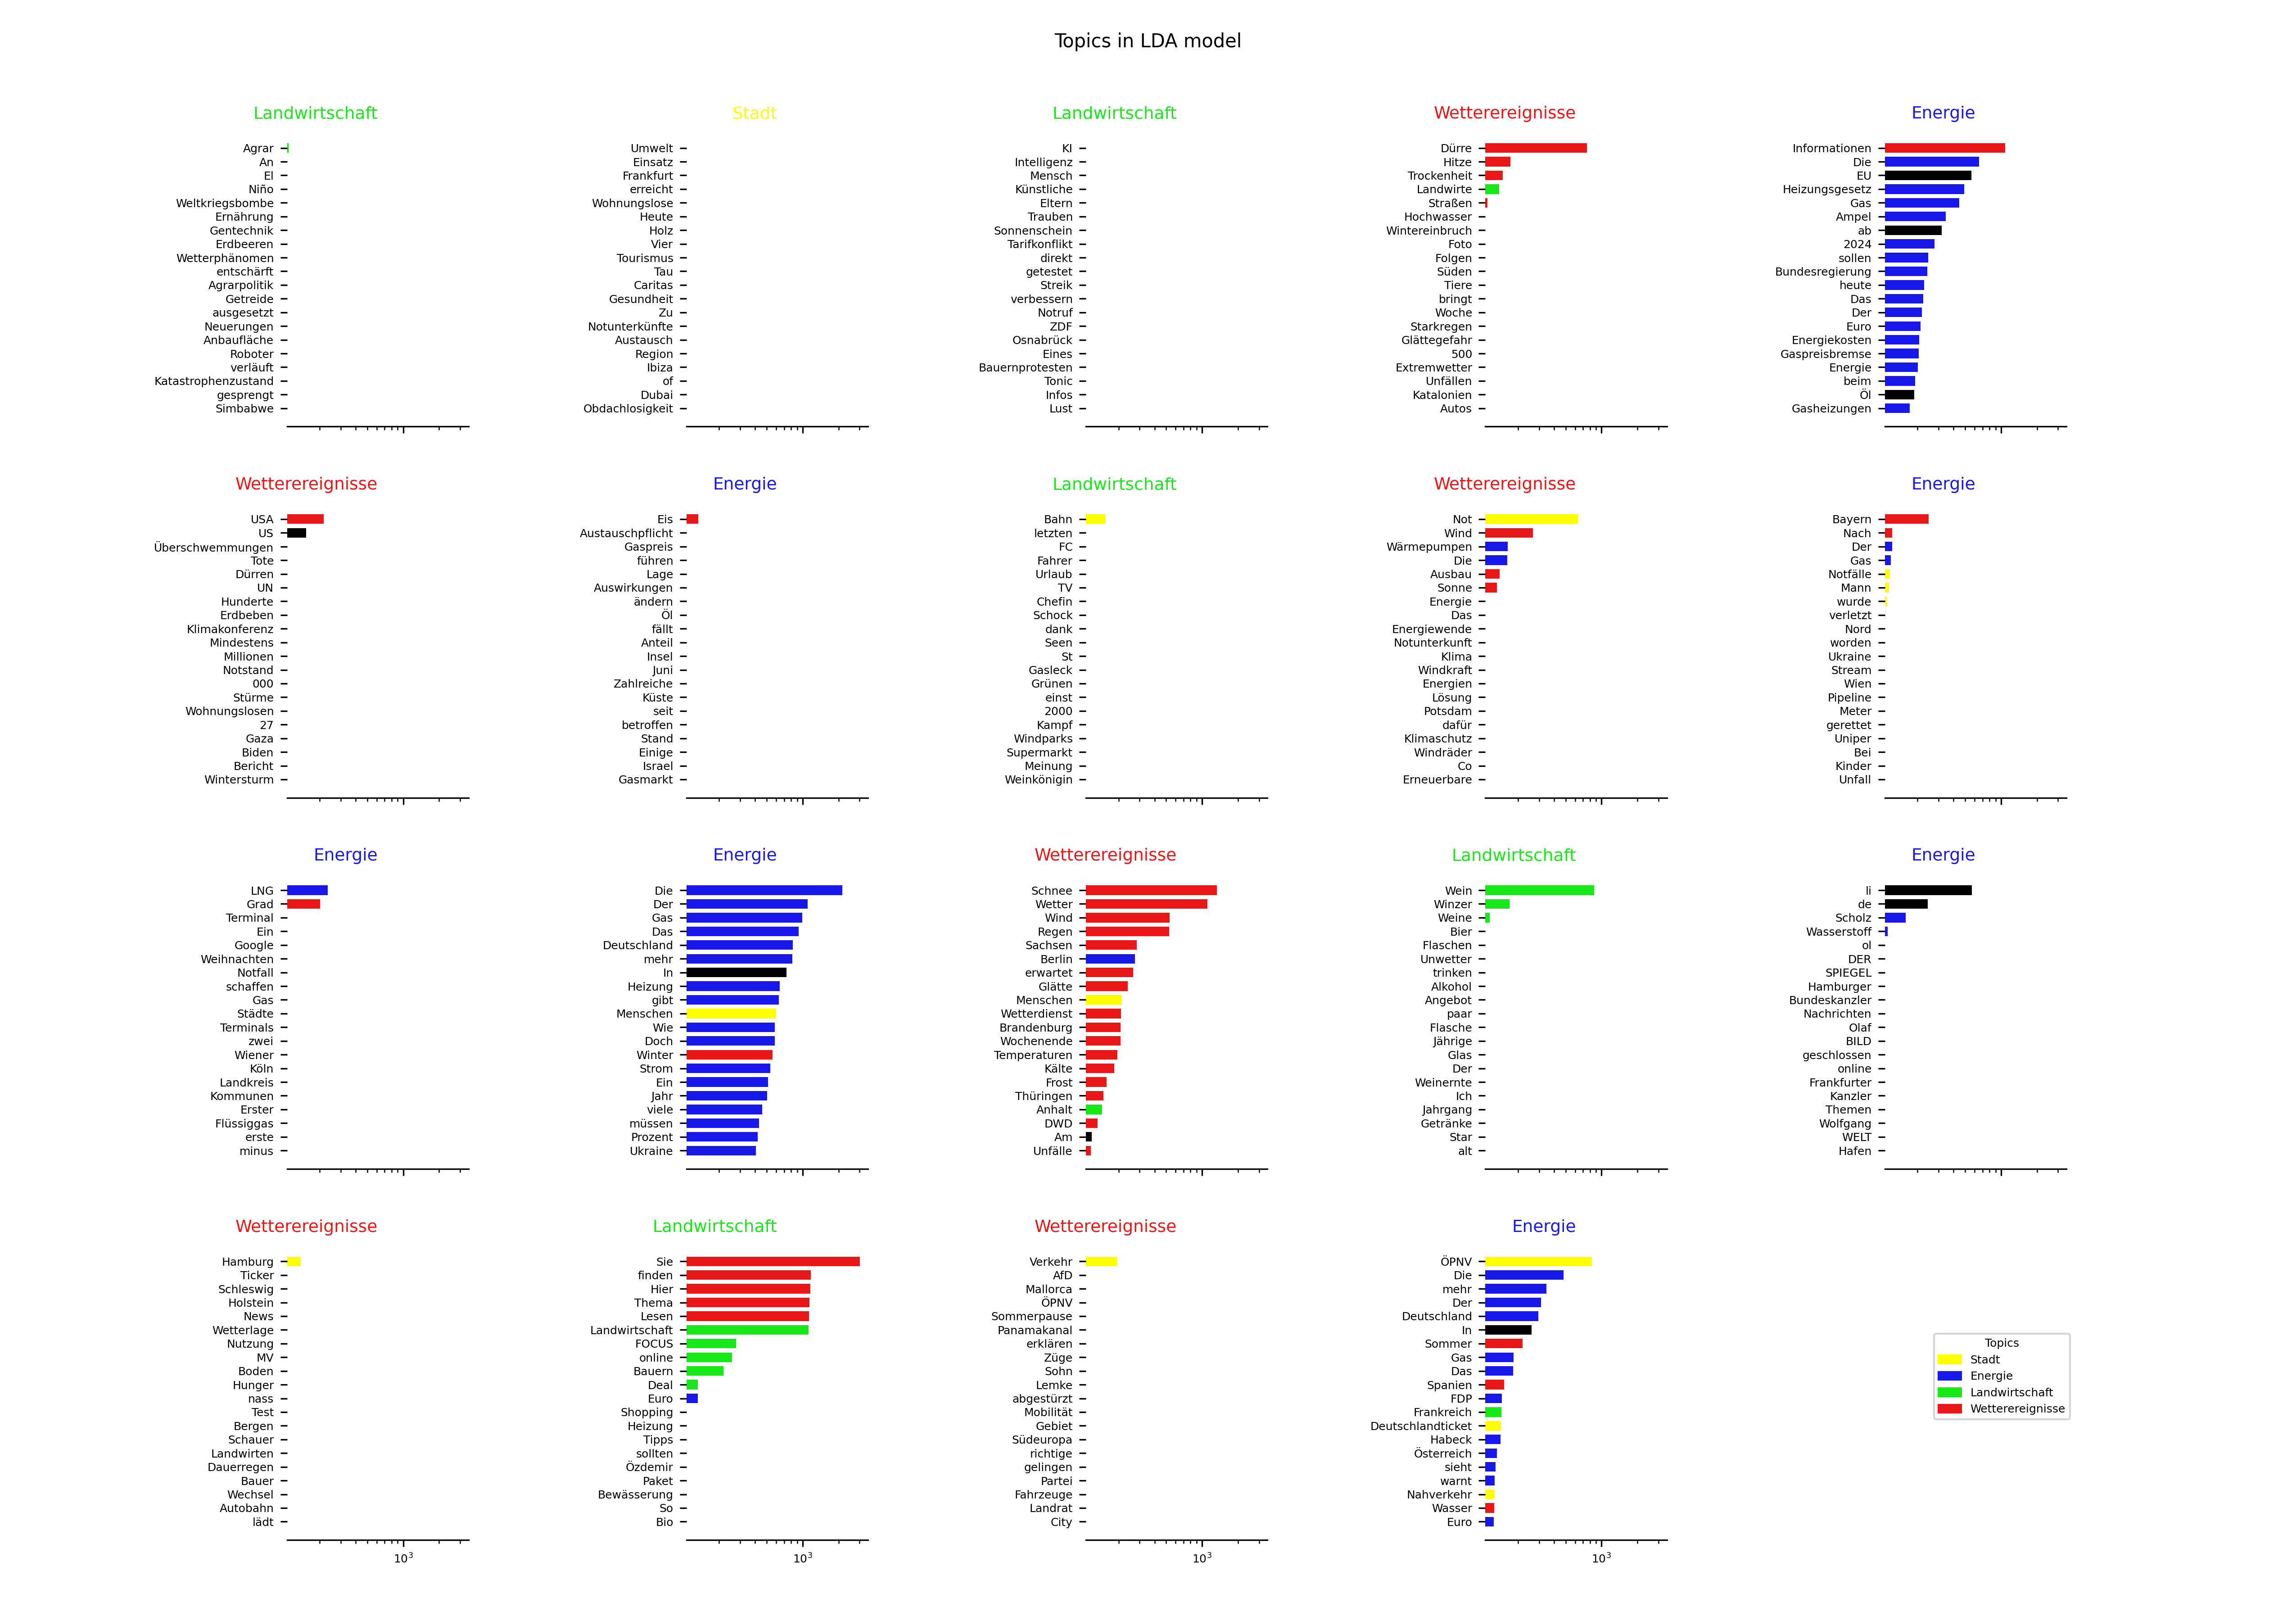 Topics in LDA model
Landwirtschaft
Agrar
An
El
Niño
Weltkriegsbombe
Ernährung
Gentechnik
Erdbeeren
Wetterphänomen
entschärft
Agrarpolitik
Getreide
ausgesetzt
Neuerungen
Anbaufläche
Roboter
verläuft
Katastrophenzustand
gesprengt
Simbabwe
Stadt
Umwelt
Einsatz
Frankfurt
erreicht
Wohnungslose
Heute
Holz
Vier
Tourismus
Tau
Caritas
Gesundheit
Zu
Notunterkünfte
Austausch
Region
Ibiza
of
Dubai
Obdachlosigkeit
Landwirtschaft
KI
Intelligenz
Mensch
Künstliche
Eltern
Trauben
Sonnenschein
Tarifkonflikt
direkt
getestet
Streik
verbessern
Notruf
ZDF
Osnabrück
Eines
Bauernprotesten
Tonic
Infos
Lust
Wetterereignisse
Dürre
Hitze
Trockenheit
Landwirte
Straßen
Hochwasser
Wintereinbruch
Foto
Folgen
Süden
Tiere
bringt
Woche
Starkregen
Glättegefahr
500
Extremwetter
Unfällen
Katalonien
Autos
Energie
Informationen
Die
EU
Heizungsgesetz
Gas
Ampel
ab
2024
sollen
Bundesregierung
heute
Das
Der
Euro
Energiekosten
Gaspreisbremse
Energie
beim
Öl
Gasheizungen
Wetterereignisse
USA
US
Überschwemmungen
Tote
Dürren
UN
Hunderte
Erdbeben
Klimakonferenz
Mindestens
Millionen
Notstand
000
Stürme
Wohnungslosen
27
Gaza
Biden
Bericht
Wintersturm
Energie
Eis
Austauschpflicht
Gaspreis
führen
Lage
Auswirkungen
ändern
Öl
fällt
Anteil
Insel
Juni
Zahlreiche
Küste
seit
betroffen
Stand
Einige
Israel
Gasmarkt
Landwirtschaft
Bahn
letzten
FC
Fahrer
Urlaub
TV
Chefin
Schock
dank
Seen
St
Gasleck
Grünen
einst
2000
Kampf
Windparks
Supermarkt
Meinung
Weinkönigin
Wetterereignisse
Not
Wind
Wärmepumpen
Die
Ausbau
Sonne
Energie
Das
Energiewende
Notunterkunft
Klima
Windkraft
Energien
Lösung
Potsdam
dafür
Klimaschutz
Windräder
Co
Erneuerbare
Energie
Bayern
Nach
Der
Gas
Notfälle
Mann
wurde
verletzt
Nord
worden
Ukraine
Stream
Wien
Pipeline
Meter
gerettet
Uniper
Bei
Kinder
Unfall
Energie
LNG
Grad
Terminal
Ein
Google
Weihnachten
Notfall
schaffen
Gas
Städte
Terminals
zwei
Wiener
Köln
Landkreis
Kommunen
Erster
Flüssiggas
erste
minus
Energie
Die
Der
Gas
Das
Deutschland
mehr
In
Heizung
gibt
Menschen
Wie
Doch
Winter
Strom
Ein
Jahr
viele
müssen
Prozent
Ukraine
Wetterereignisse
Schnee
Wetter
Wind
Regen
Sachsen
Berlin
erwartet
Glätte
Menschen
Wetterdienst
Brandenburg
Wochenende
Temperaturen
Kälte
Frost
Thüringen
Anhalt
DWD
Am
Unfälle
Landwirtschaft
Wein
Winzer
Weine
Bier
Flaschen
Unwetter
trinken
Alkohol
Angebot
paar
Flasche
Jährige
Glas
Der
Weinernte
Ich
Jahrgang
Getränke
Star
alt
Energie
li
de
Scholz
Wasserstoff
ol
DER
SPIEGEL
Hamburger
Bundeskanzler
Nachrichten
Olaf
BILD
geschlossen
online
Frankfurter
Kanzler
Themen
Wolfgang
WELT
Hafen
Wetterereignisse
Hamburg
Ticker
Schleswig
Holstein
News
Wetterlage
Nutzung
MV
Boden
Hunger
nass
Test
Bergen
Schauer
Landwirten
Dauerregen
Bauer
Wechsel
Autobahn
lädt
10³
Landwirtschaft
Sie
finden
Hier
Thema
Lesen
Landwirtschaft
FOCUS
online
Bauern
Deal
Euro
Shopping
Heizung
Tipps
sollten
Özdemir
Paket
Bewässerung
So
Bio
10³
Wetterereignisse
Verkehr
AfD
Mallorca
ÖPNV
Sommerpause
Panamakanal
erklären
Züge
Sohn
Lemke
abgestürzt
Mobilität
Gebiet
Südeuropa
richtige
gelingen
Partei
Fahrzeuge
Landrat
City
10³
Energie
ÖPNV
Die
mehr
Der
Deutschland
In
Sommer
Gas
Das
Spanien
FDP
Frankreich
Deutschlandticket
Habeck
Österreich
sieht
warnt
Nahverkehr
Wasser
Euro
10³
Topics
Stadt
Energie
Landwirtschaft
Wetterereignisse